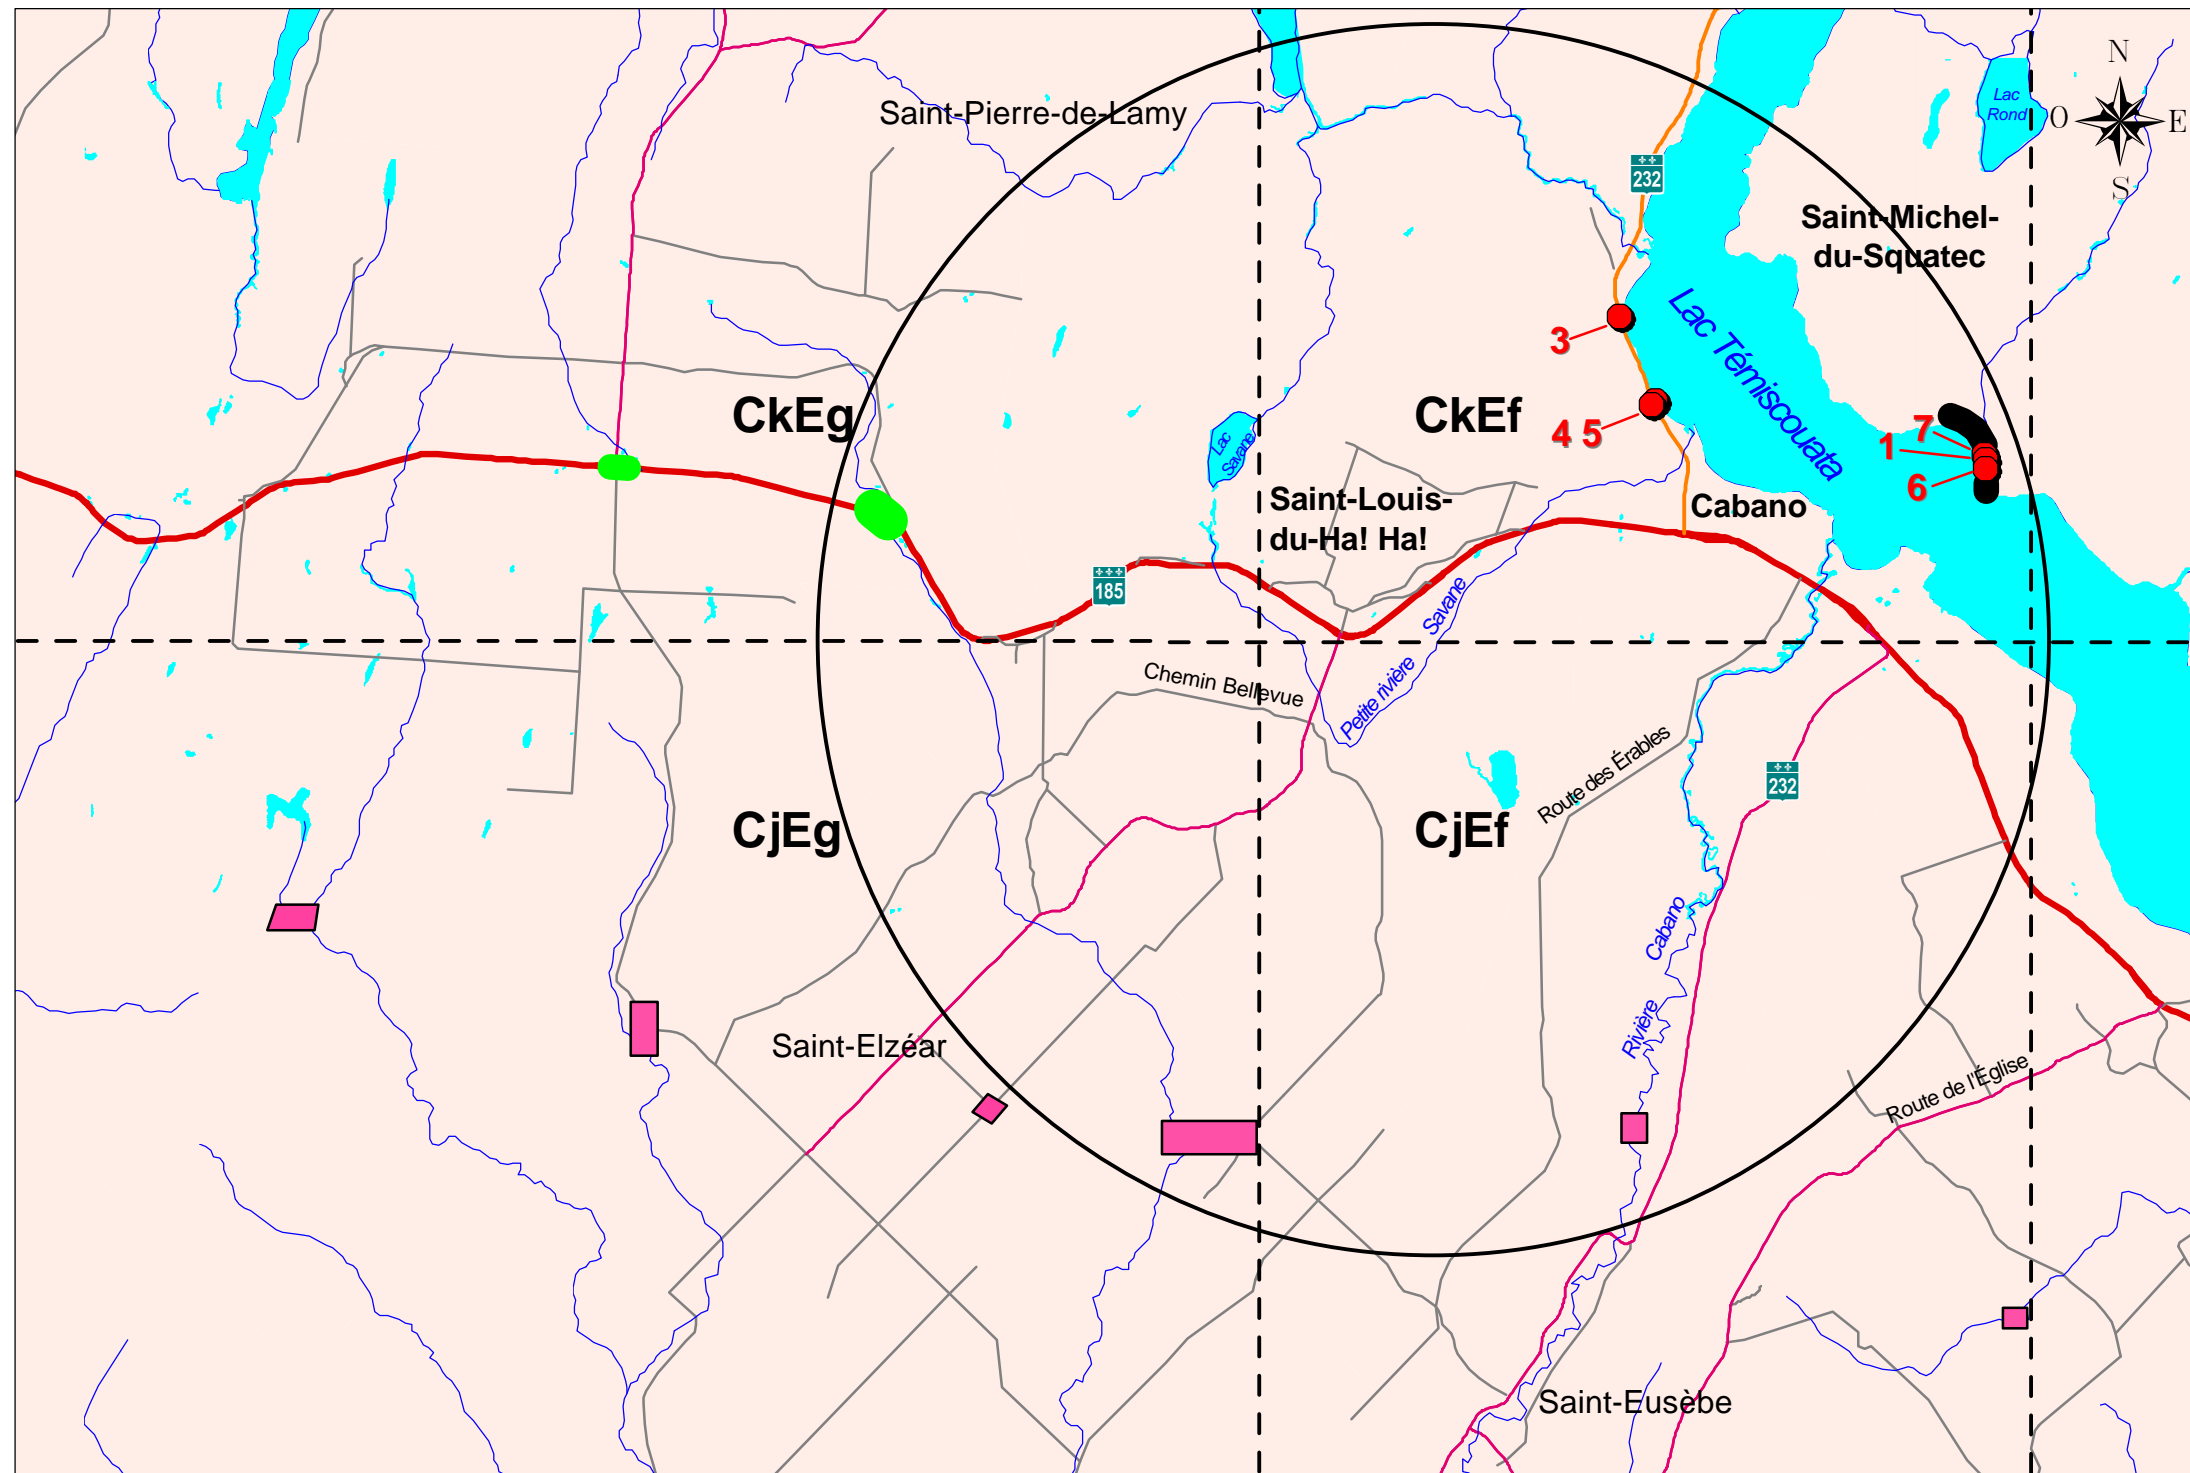 N
O
E
S
Lac
Rond
Saint-Pierre-de-Lamy
232
Saint-Michel-
du-Squatec
Lac Témiscouata
3
CkEg
CkEf
4 5
7
1
6
Lac
Savane
Saint-Louis-
du-Ha! Ha!
Cabano
185
Petite rivière Savane
Chemin Bellevue
Route des Érables
232
CjEg
CjEf
Rivière Cabano
Saint-Elzéar
Route de l'Église
Saint-Eusèbe